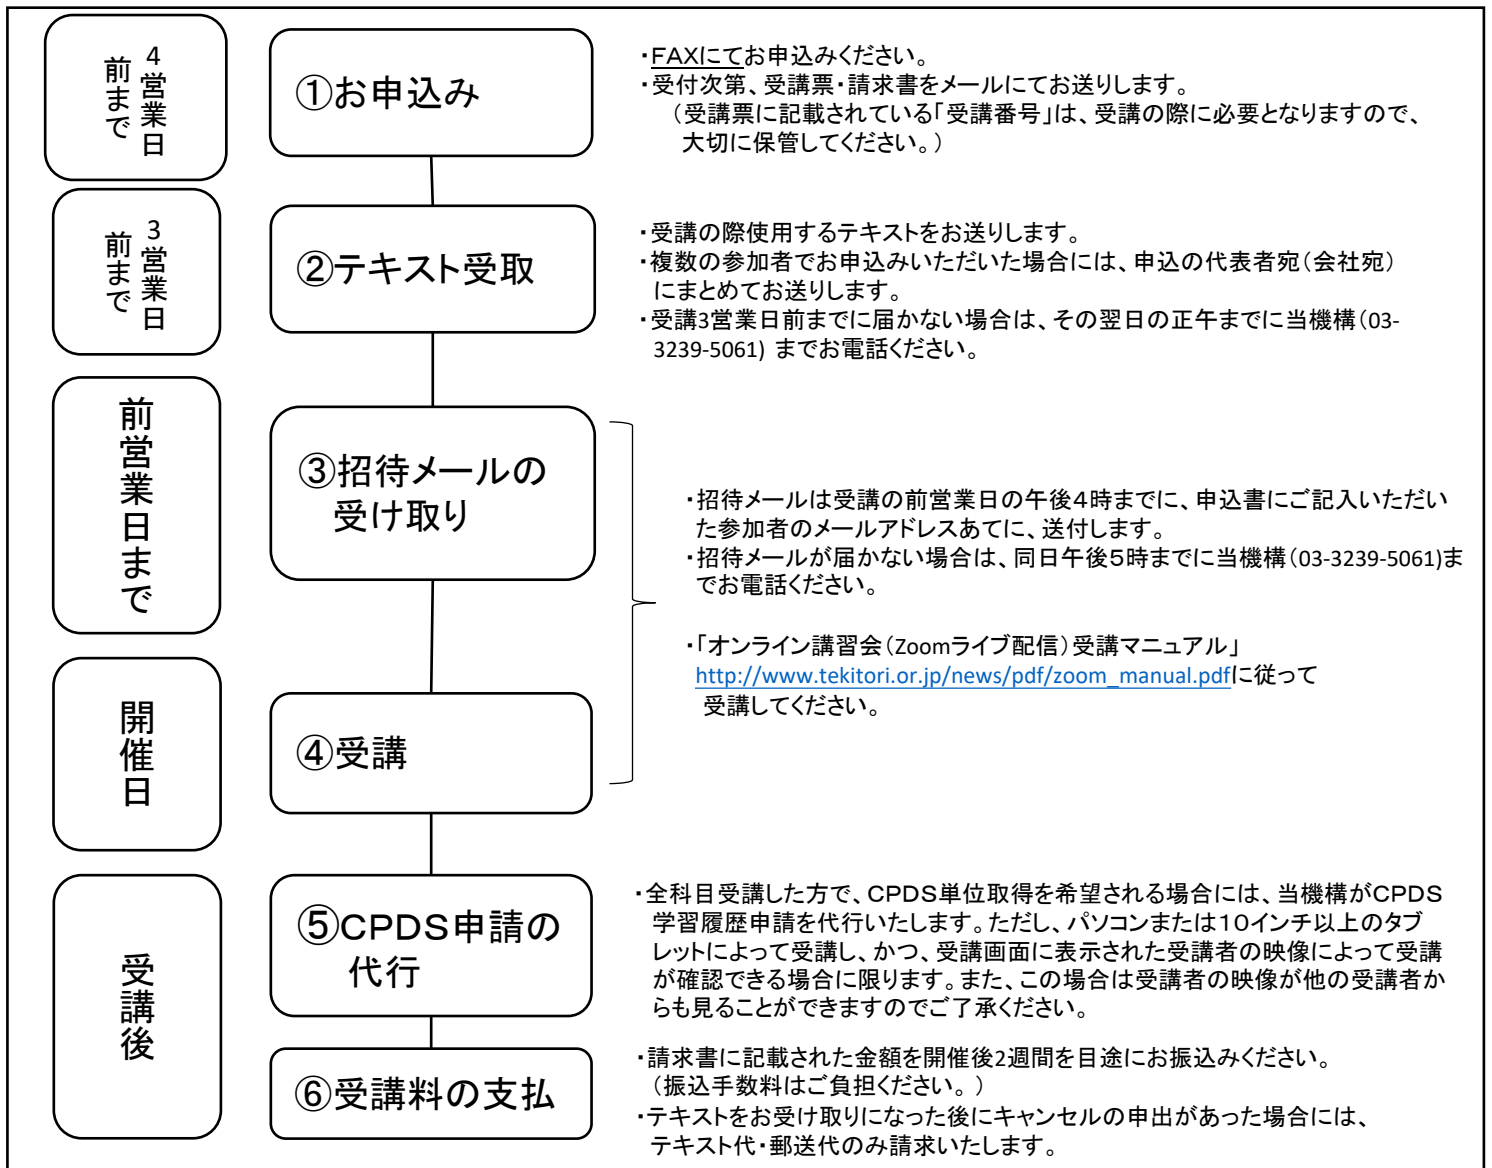 4営業日
前まで
①お申込み
・FAXにてお申込みください。
・受付次第、受講票・請求書をメールにてお送りします。
（受講票に記載されている「受講番号」は、受講の際に必要となりますので、
大切に保管してください。）
3営業日
前まで
②テキスト受取
・受講の際使用するテキストをお送りします。
・複数の参加者でお申込みいただいた場合には、申込の代表者宛（会社宛）
にまとめてお送りします。
・受講3営業日前までに届かない場合は、その翌日の正午までに当機構（03-
3239-5061) までお電話ください。
前営業日まで
③招待メールの
受け取り
・招待メールは受講の前営業日の午後４時までに、申込書にご記入いただい
た参加者のメールアドレスあてに、送付します。
・招待メールが届かない場合は、同日午後５時までに当機構（03-3239-5061)ま
でお電話ください。
・「オンライン講習会（Zoomライブ配信）受講マニュアル」
http://www.tekitori.or.jp/news/pdf/zoom_manual.pdfに従って
受講してください。
開催日
④受講
受講後
⑤CPDS申請の
代行
・全科目受講した方で、CPDS単位取得を希望される場合には、当機構がCPDS
学習履歴申請を代行いたします。ただし、パソコンまたは１０インチ以上のタブ
レットによって受講し、かつ、受講画面に表示された受講者の映像によって受講
が確認できる場合に限ります。また、この場合は受講者の映像が他の受講者か
らも見ることができますのでご了承ください。
⑥受講料の支払
・請求書に記載された金額を開催後2週間を目途にお振込みください。
（振込手数料はご負担ください。）
・テキストをお受け取りになった後にキャンセルの申出があった場合には、
テキスト代・郵送代のみ請求いたします。